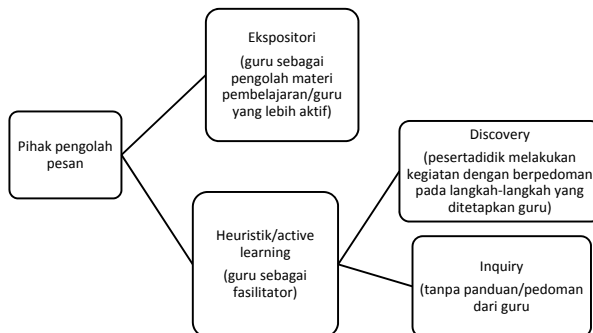 Ekspositori
(guru sebagai
pengolah materi
pembelajaran/guru
yang lebih aktif)
Pihak pengolah
pesan
Discovery
(pesertadidik melakukan
kegiatan dengan berpedoman
pada langkah-langkah yang
ditetapkan guru)
Heuristik/active
learning
(guru sebagai
fasilitator)
Inquiry
(tanpa panduan/pedoman
dari guru)